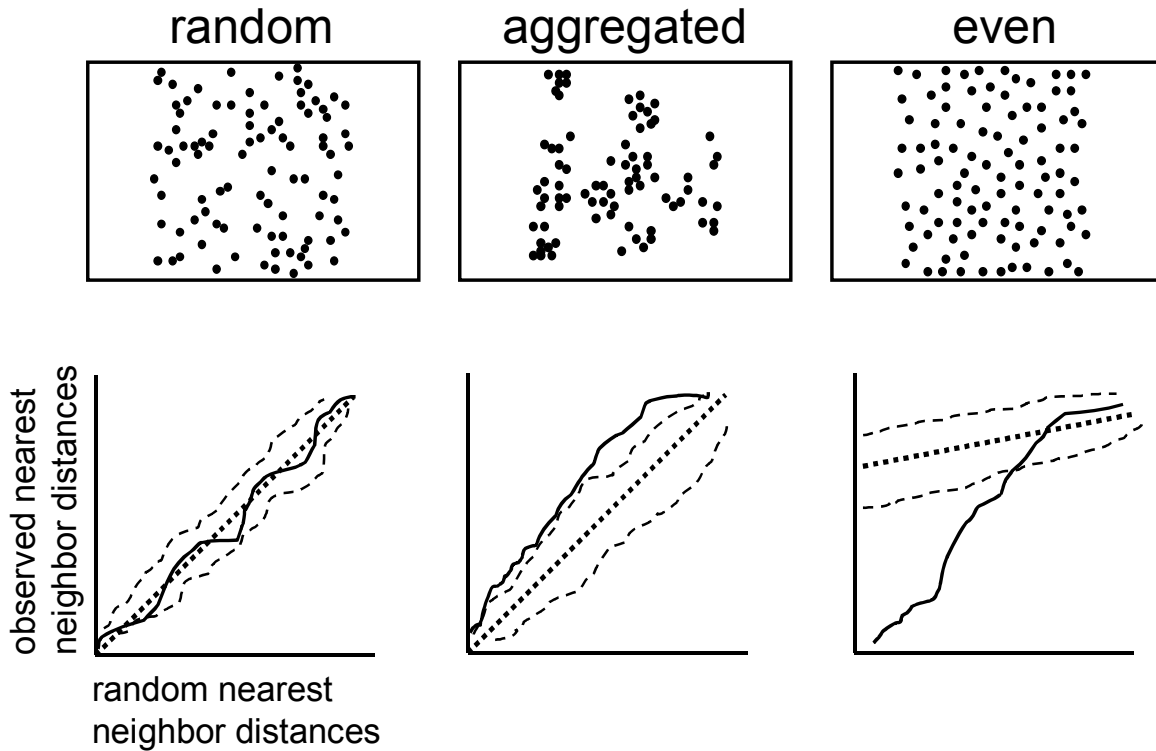 random
aggregated
even
observed nearest
neighbor distances
random nearest
neighbor distances